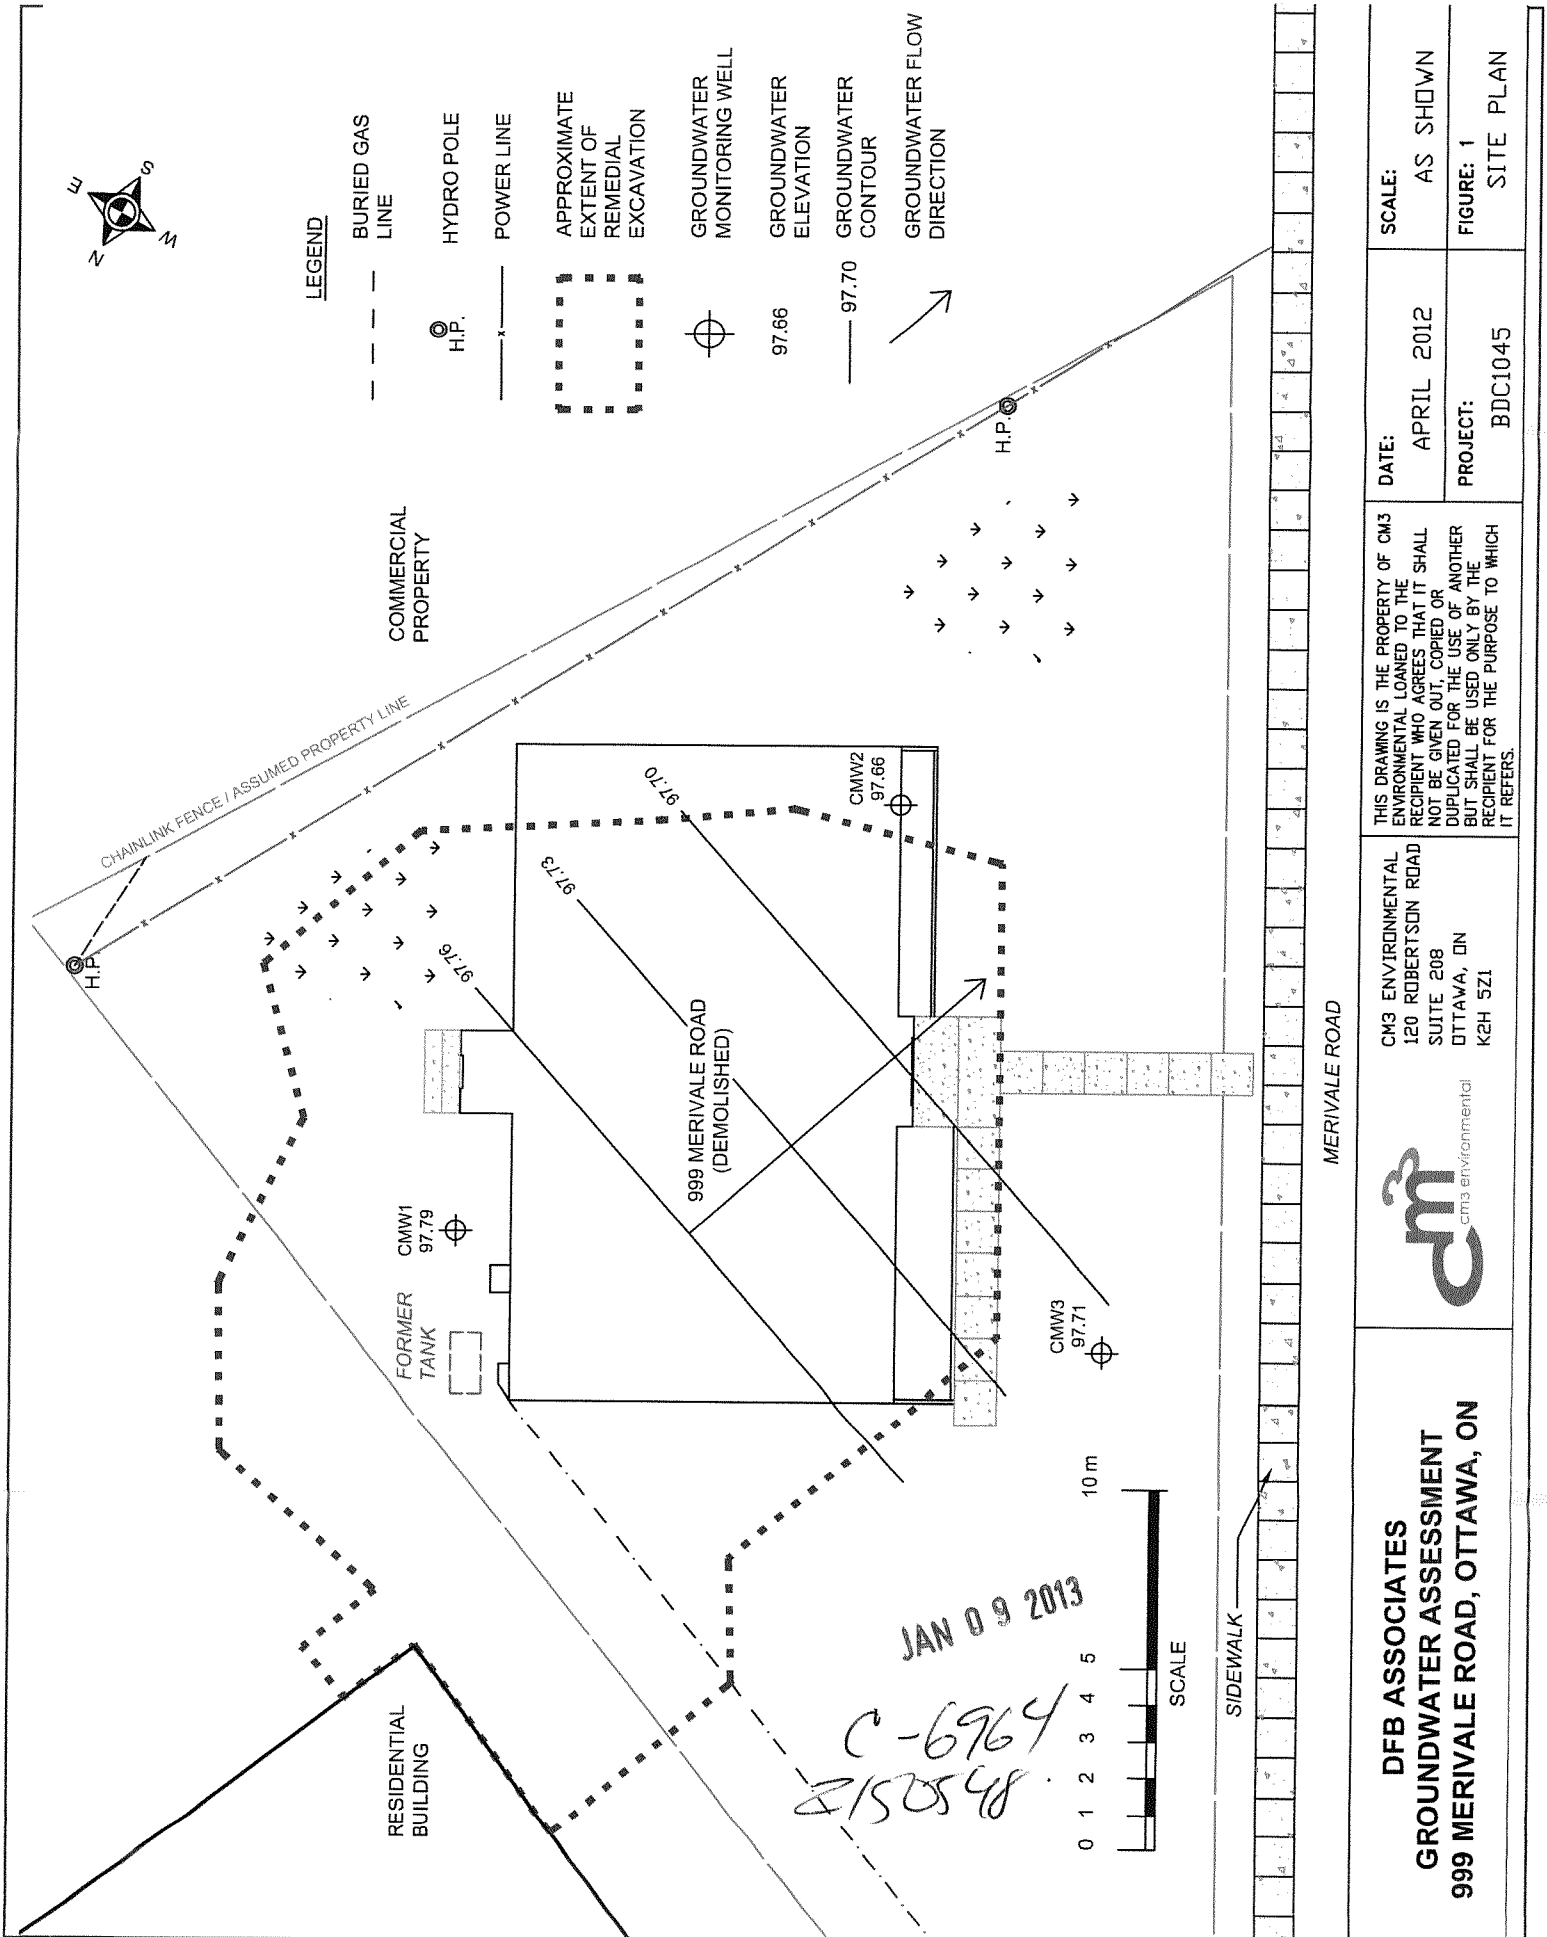 N
E
S
W
LEGEND
BURIED GAS
LINE
H.P.
HYDRO POLE
POWER LINE
APPROXIMATE
EXTENT OF
REMEDIAL
EXCAVATION
GROUNDWATER
MONITORING WELL
97.66
GROUNDWATER
ELEVATION
97.70
GROUNDWATER
CONTOUR
GROUNDWATER FLOW
DIRECTION
COMMERCIAL
PROPERTY
CHAINLINK FENCE / ASSUMED PROPERTY LINE
H.P.
H.P.
97.76
97.73
97.70
CMW1
97.79
CMW2
97.66
CMW3
97.71
FORMER
TANK
999 MERIVALE ROAD
(DEMOLISHED)
RESIDENTIAL
BUILDING
JAN 09 2013
C-6964
Z150548
0 1 2 3 4 5 10 m
SCALE
SIDEWALK
MERIVALE ROAD
DFB ASSOCIATES
GROUNDWATER ASSESSMENT
999 MERIVALE ROAD, OTTAWA, ON
cm3
cm3 environmental
CM3 ENVIRONMENTAL
120 ROBERTSON ROAD
SUITE 208
OTTAWA, ON
K2H 5Z1
THIS DRAWING IS THE PROPERTY OF CM3
ENVIRONMENTAL LOANED TO THE
RECIPIENT WHO AGREES THAT IT SHALL
NOT BE GIVEN OUT, COPIED OR
DUPLICATED FOR THE USE OF ANOTHER
BUT SHALL BE USED ONLY BY THE
RECIPIENT FOR THE PURPOSE TO WHICH
IT REFERS.
DATE:
APRIL 2012
PROJECT:
BDC1045
SCALE:
AS SHOWN
FIGURE: 1
SITE PLAN